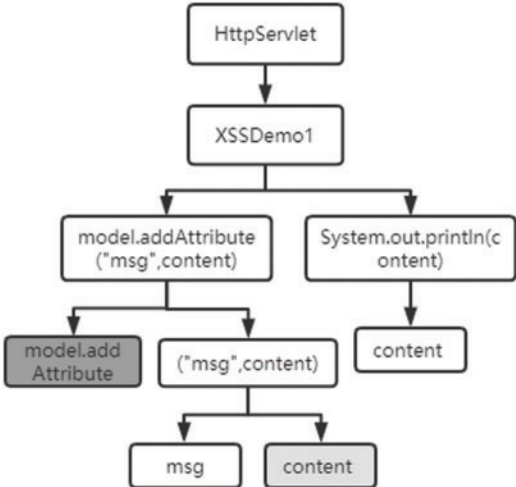 HttpServlet
XSSDemo1
model.addAttribute
("msg",content)
System.out.println(c
ontent)
model.add
Attribute
("msg",content)
content
msg
content